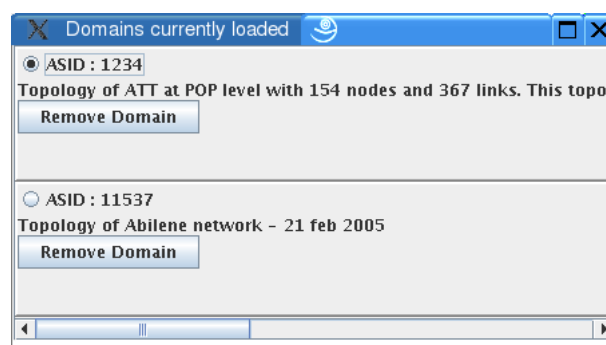 Domains currently loaded
ASID : 1234
Topology of ATT at POP level with 154 nodes and 367 links. This topo
Remove Domain
ASID : 11537
Topology of Abilene network - 21 feb 2005
Remove Domain